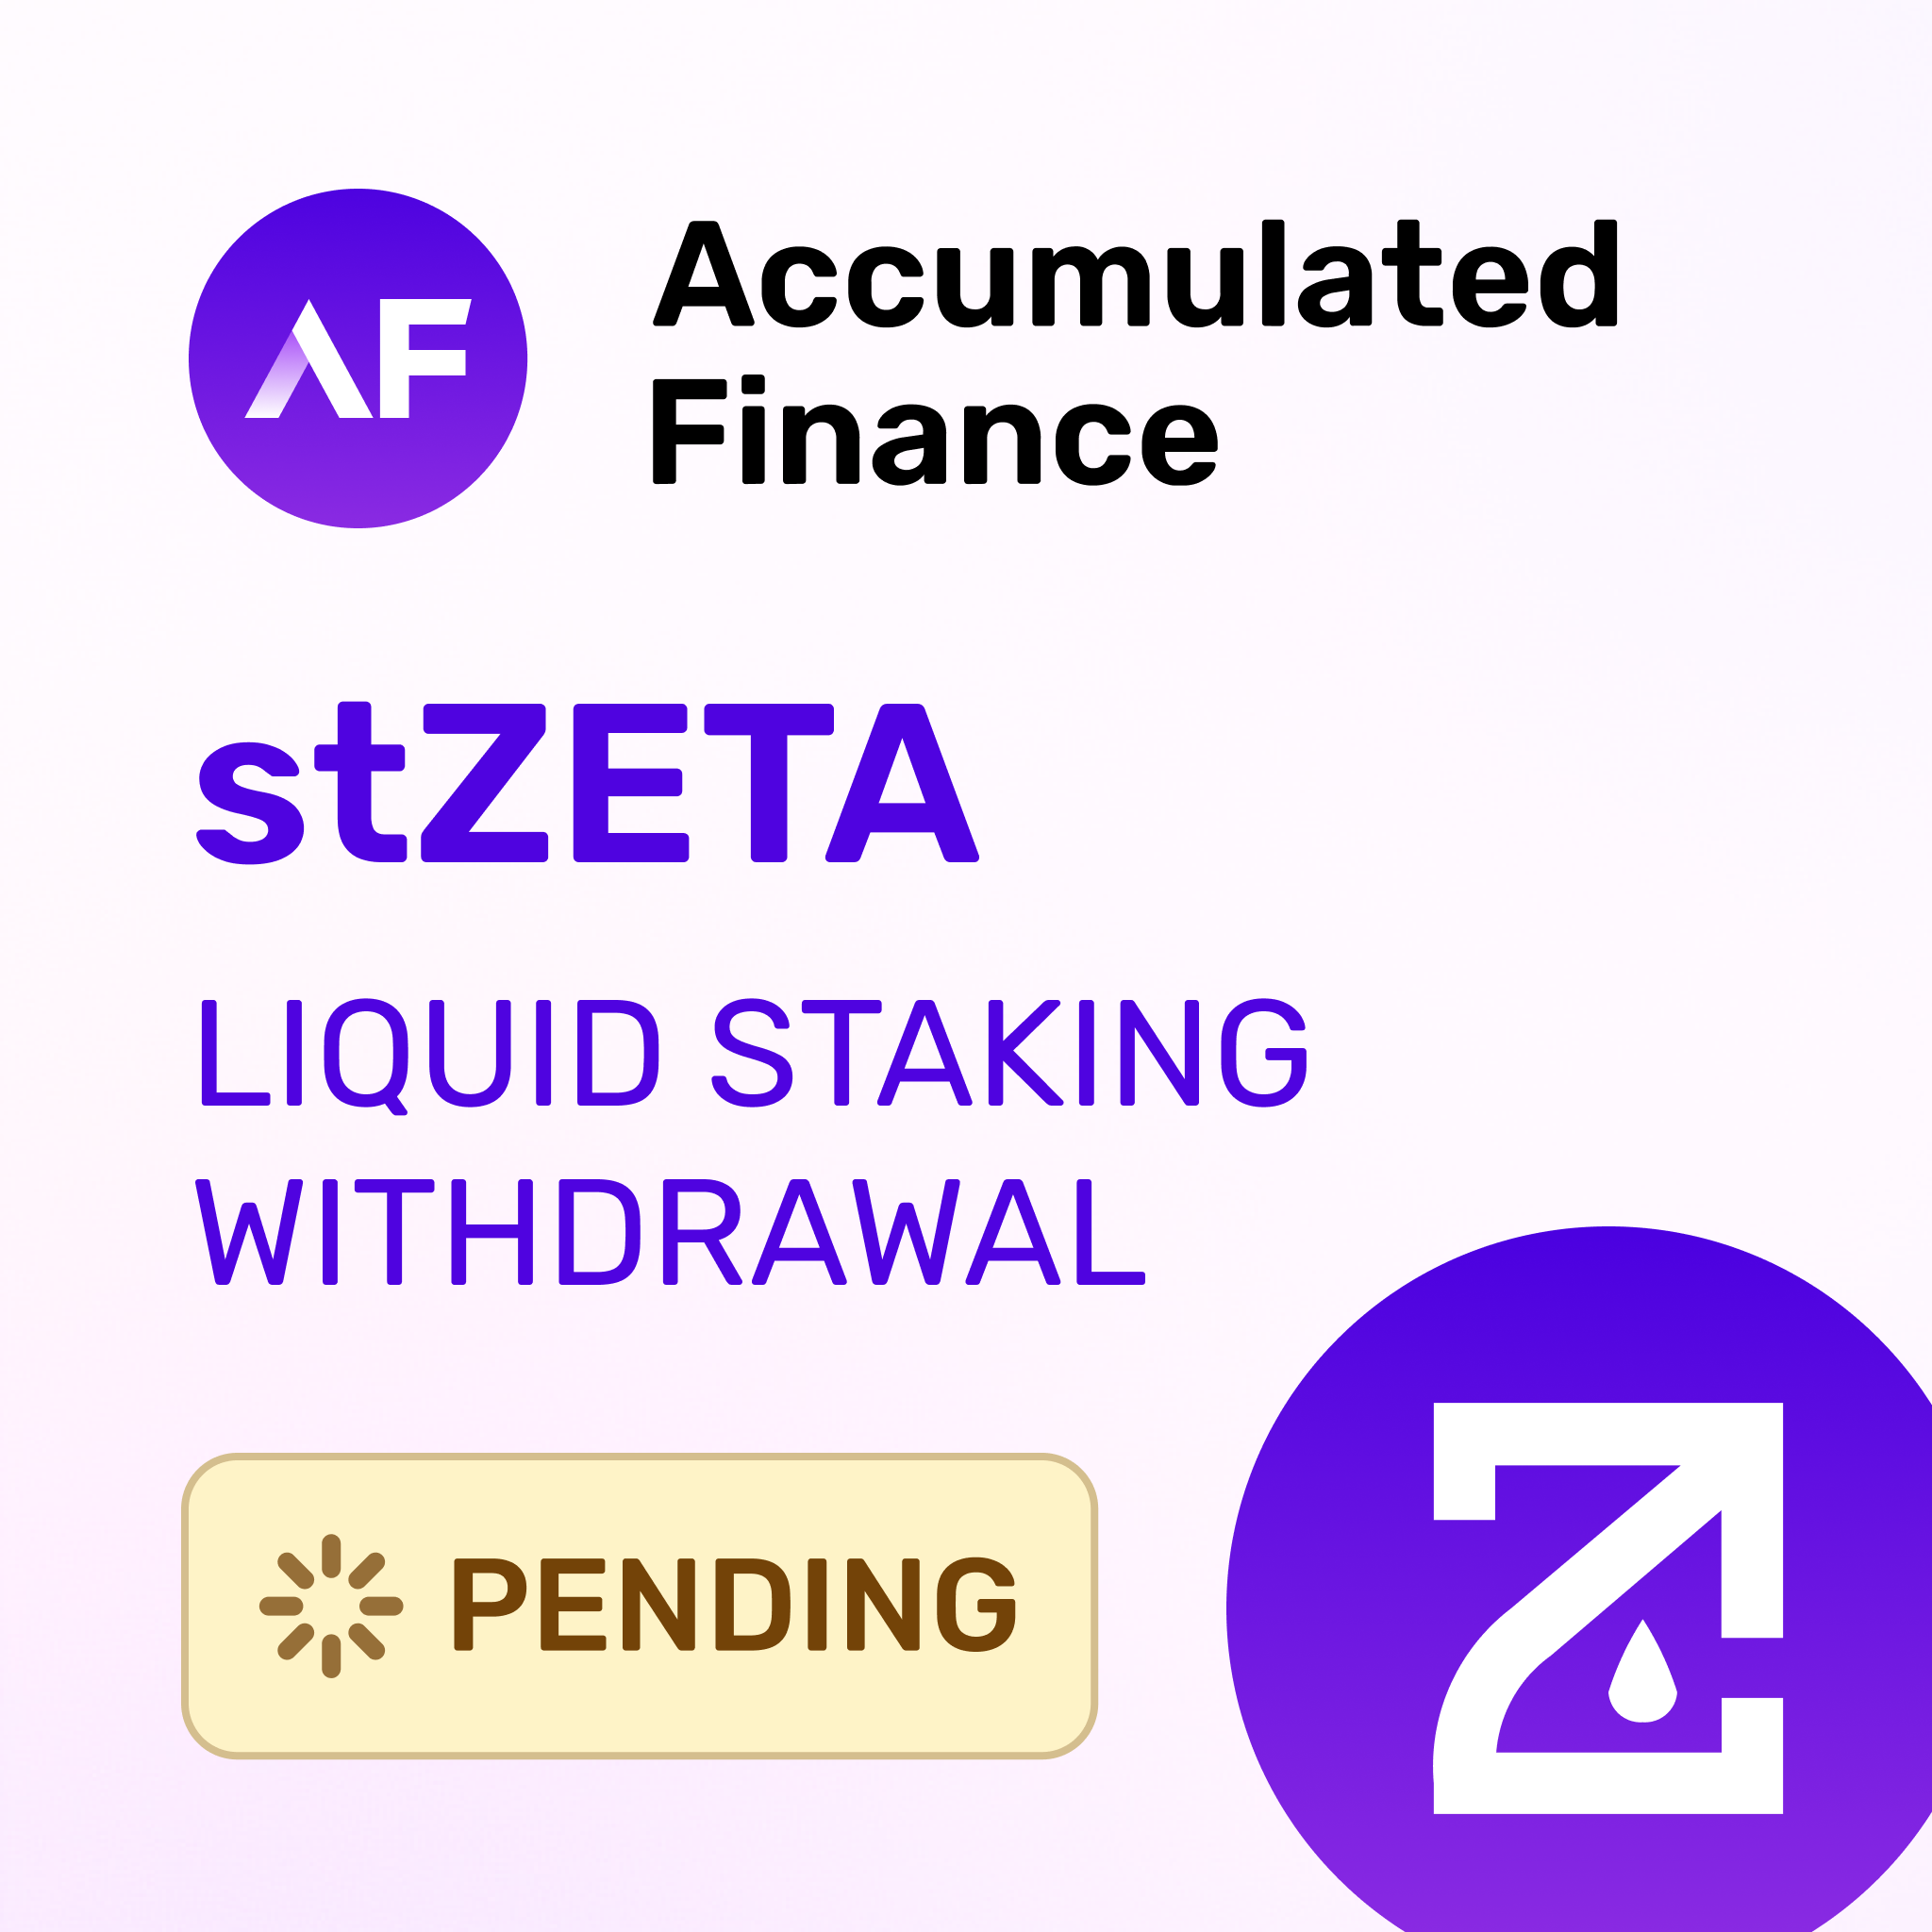 AF
Accumulated
Finance
stZETA
LIQUID STAKING
WITHDRAWAL
PENDING